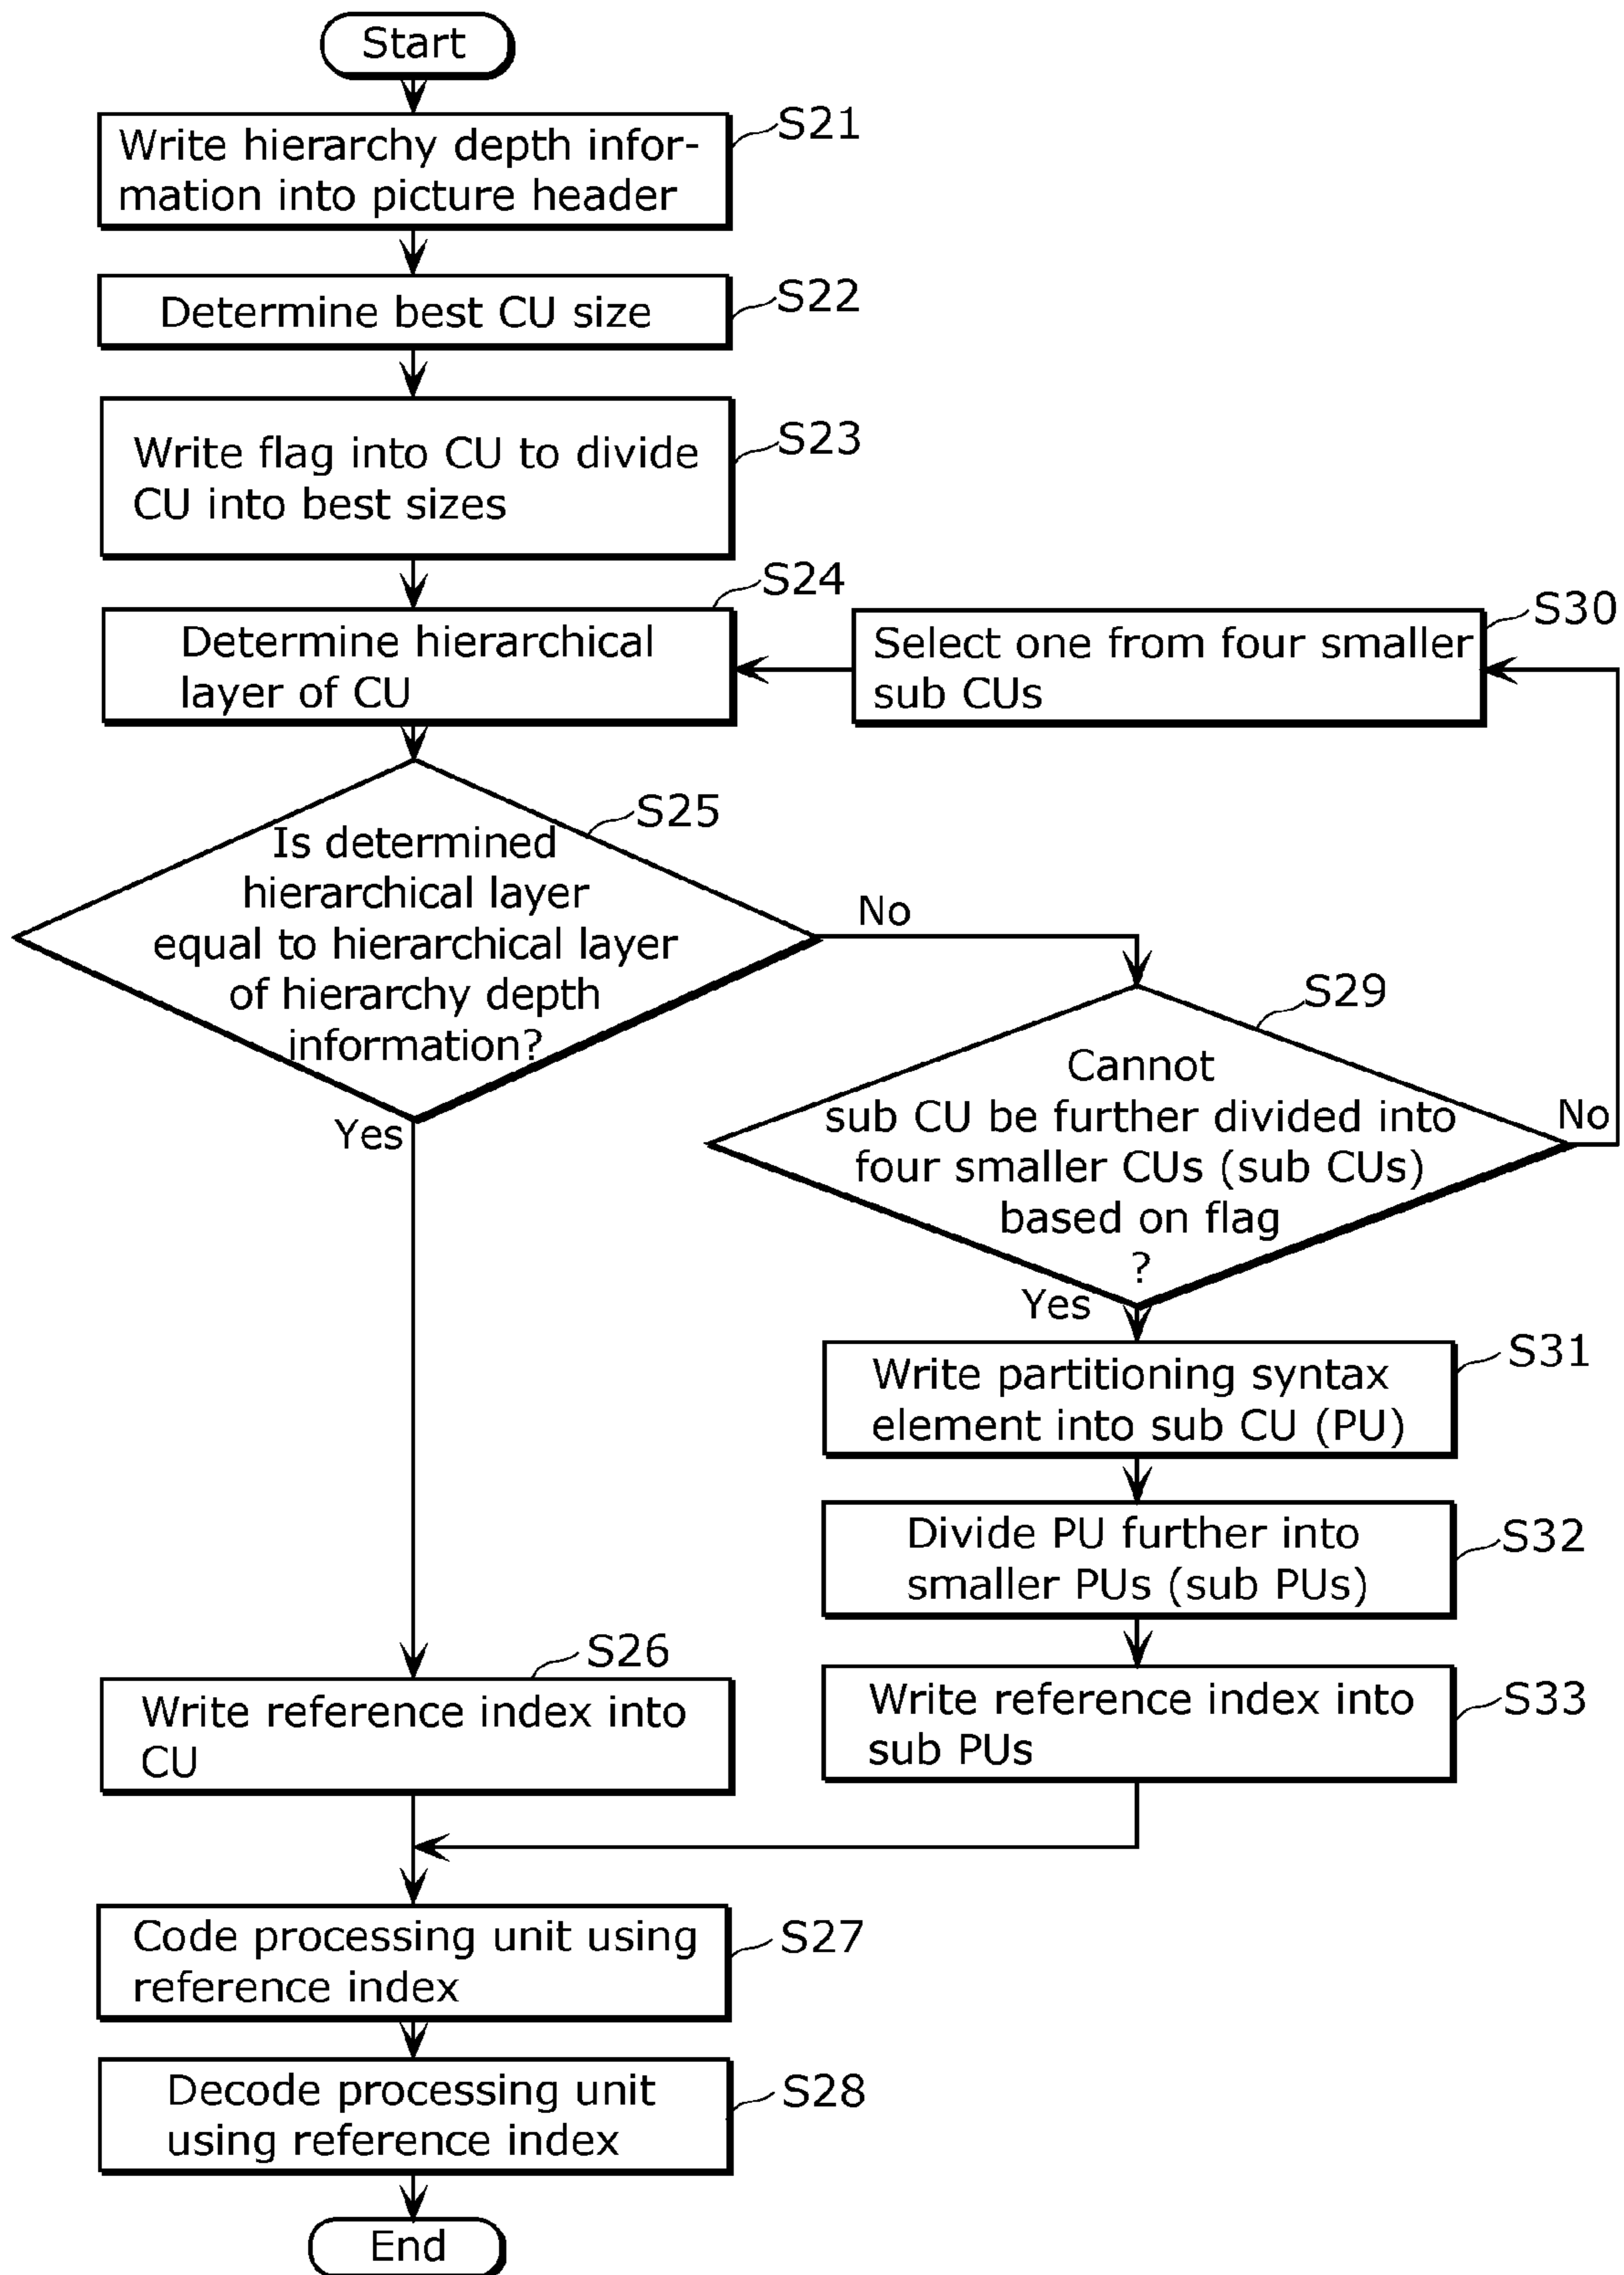 Start
S21
Write hierarchy depth infor-
mation into picture header
S22
Determine best CU size
S23
Write flag into CU to divide
CU into best sizes
S24
Determine hierarchical
layer of CU
S30
Select one from four smaller
sub CUs
S25
Is determined
hierarchical layer
equal to hierarchical layer
of hierarchy depth
information?
No
Yes
S29
Cannot
sub CU be further divided into
four smaller CUs (sub CUs)
based on flag
?
No
Yes
S31
Write partitioning syntax
element into sub CU (PU)
S32
Divide PU further into
smaller PUs (sub PUs)
S26
Write reference index into
CU
S33
Write reference index into
sub PUs
S27
Code processing unit using
reference index
S28
Decode processing unit
using reference index
End